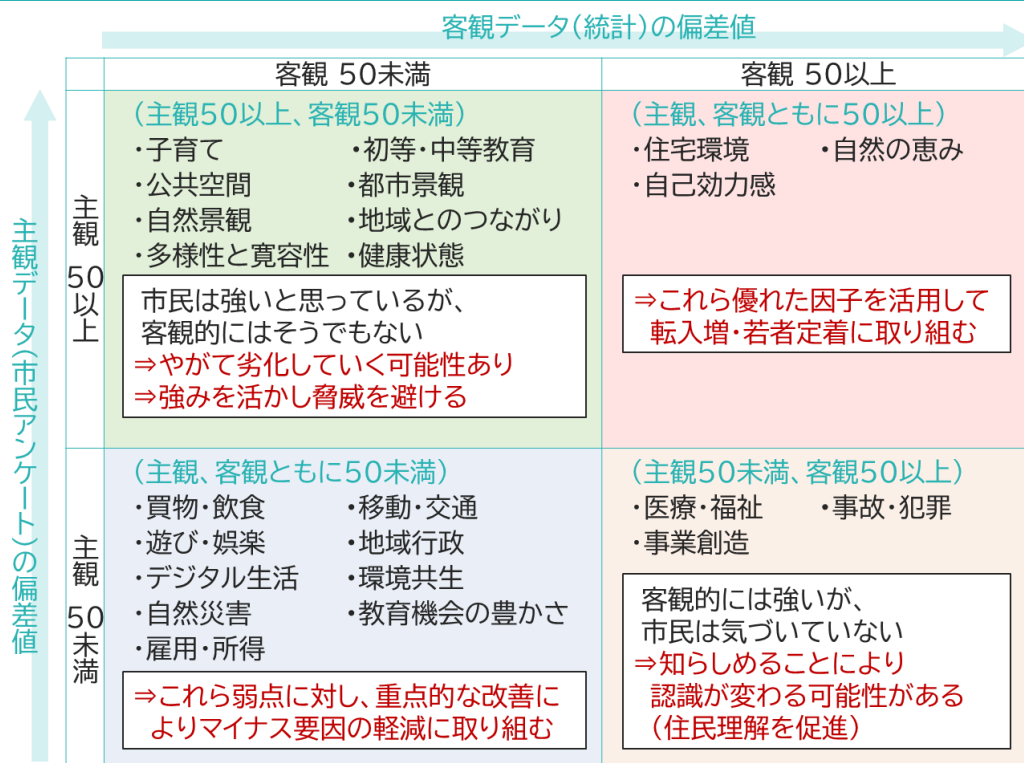 客観データ(統計)の偏差値
客観 50未満
客観 50以上
主観データ(市民アンケート)の偏差値
主観 50以上
(主観50以上、客観50未満)
・子育て ・初等・中等教育
・公共空間 ・都市景観
・自然景観 ・地域とのつながり
・多様性と寛容性 ・健康状態
市民は強いと思っているが、
客観的にはそうでもない
⇒やがて劣化していく可能性あり
⇒強みを活かし脅威を避ける
(主観、客観ともに50以上)
・住宅環境 ・自然の恵み
・自己効力感
⇒これら優れた因子を活用して
転入増・若者定着に取り組む
主観 50未満
(主観、客観ともに50未満)
・買物・飲食 ・移動・交通
・遊び・娯楽 ・地域行政
・デジタル生活 ・環境共生
・自然災害 ・教育機会の豊かさ
・雇用・所得
⇒これら弱点に対し、重点的な改善に
よりマイナス要因の軽減に取り組む
(主観50未満、客観50以上)
・医療・福祉 ・事故・犯罪
・事業創造
客観的には強いが、
市民は気づいていない
⇒知らしめることにより
認識が変わる可能性がある
(住民理解を促進)